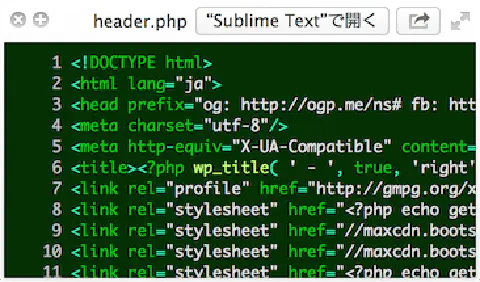 header.php "Sublime Text"で開く
1 <!DOCTYPE html>
2 <html lang="ja">
3 <head prefix="og: http://ogp.me/ns# fb: htt
4 <meta charset="utf-8"/>
5 <meta http-equiv="X-UA-Compatible" content=
6 <title><?php wp_title( ' - ', true, 'right'
7 <link rel="profile" href="http://gmpg.org/x
8 <link rel="stylesheet" href="<?php echo get
9 <link rel="stylesheet" href="//maxcdn.boots
10 <link rel="stylesheet" href="//maxcdn.boots
11 <link rel="stylesheet" href="<?php echo get